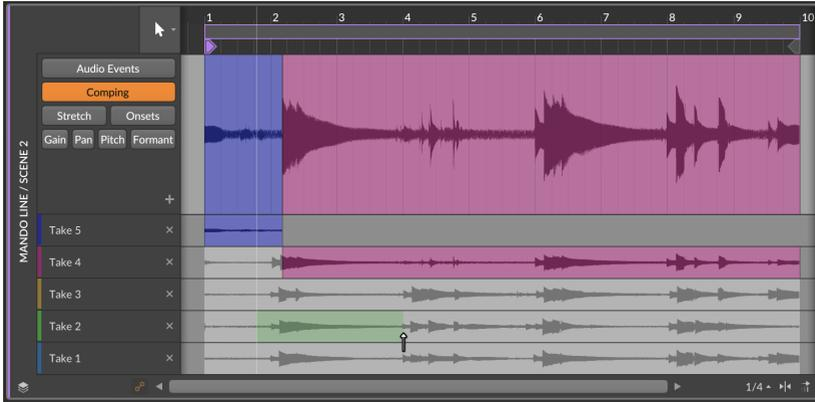 1 2 3 4 5 6 7 8 9 10
Audio Events
Comping
Stretch Onsets
Gain Pan Pitch Formant
+
MANDO LINE / SCENE 2
Take 5 ×
Take 4 ×
Take 3 ×
Take 2 ×
Take 1 ×
1/4